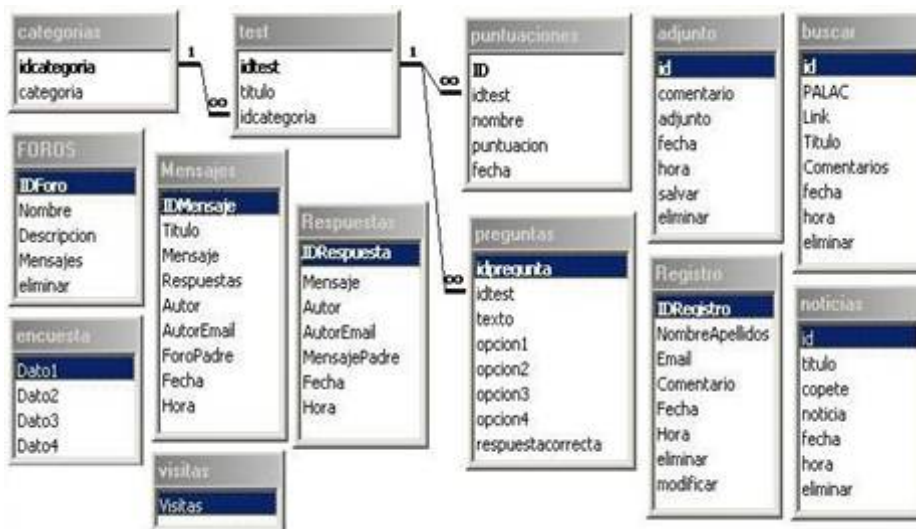 categorias
idcategoria
categoria
1
∞
test
idtest
titulo
idcategoria
1
∞
∞
puntuaciones
ID
idtest
nombre
puntuacion
fecha
adjunto
id
comentario
adjunto
fecha
hora
salvar
eliminar
buscar
id
PALAC
Link
Titulo
Comentarios
fecha
hora
eliminar
FOROS
IDForo
Nombre
Descripcion
Mensajes
eliminar
Mensajes
IDMensaje
Titulo
Mensaje
Respuestas
Autor
AutorEmail
ForoPadre
Fecha
Hora
Respuestas
IDRespuesta
Mensaje
Autor
AutorEmail
MensajePadre
Fecha
Hora
preguntas
idpregunta
idtest
texto
opcion1
opcion2
opcion3
opcion4
respuestacorrecta
Registro
IDRegistro
NombreApellidos
Email
Comentario
Fecha
Hora
eliminar
modificar
noticias
id
titulo
copete
noticia
fecha
hora
eliminar
encuesta
Dato1
Dato2
Dato3
Dato4
visitas
Visitas